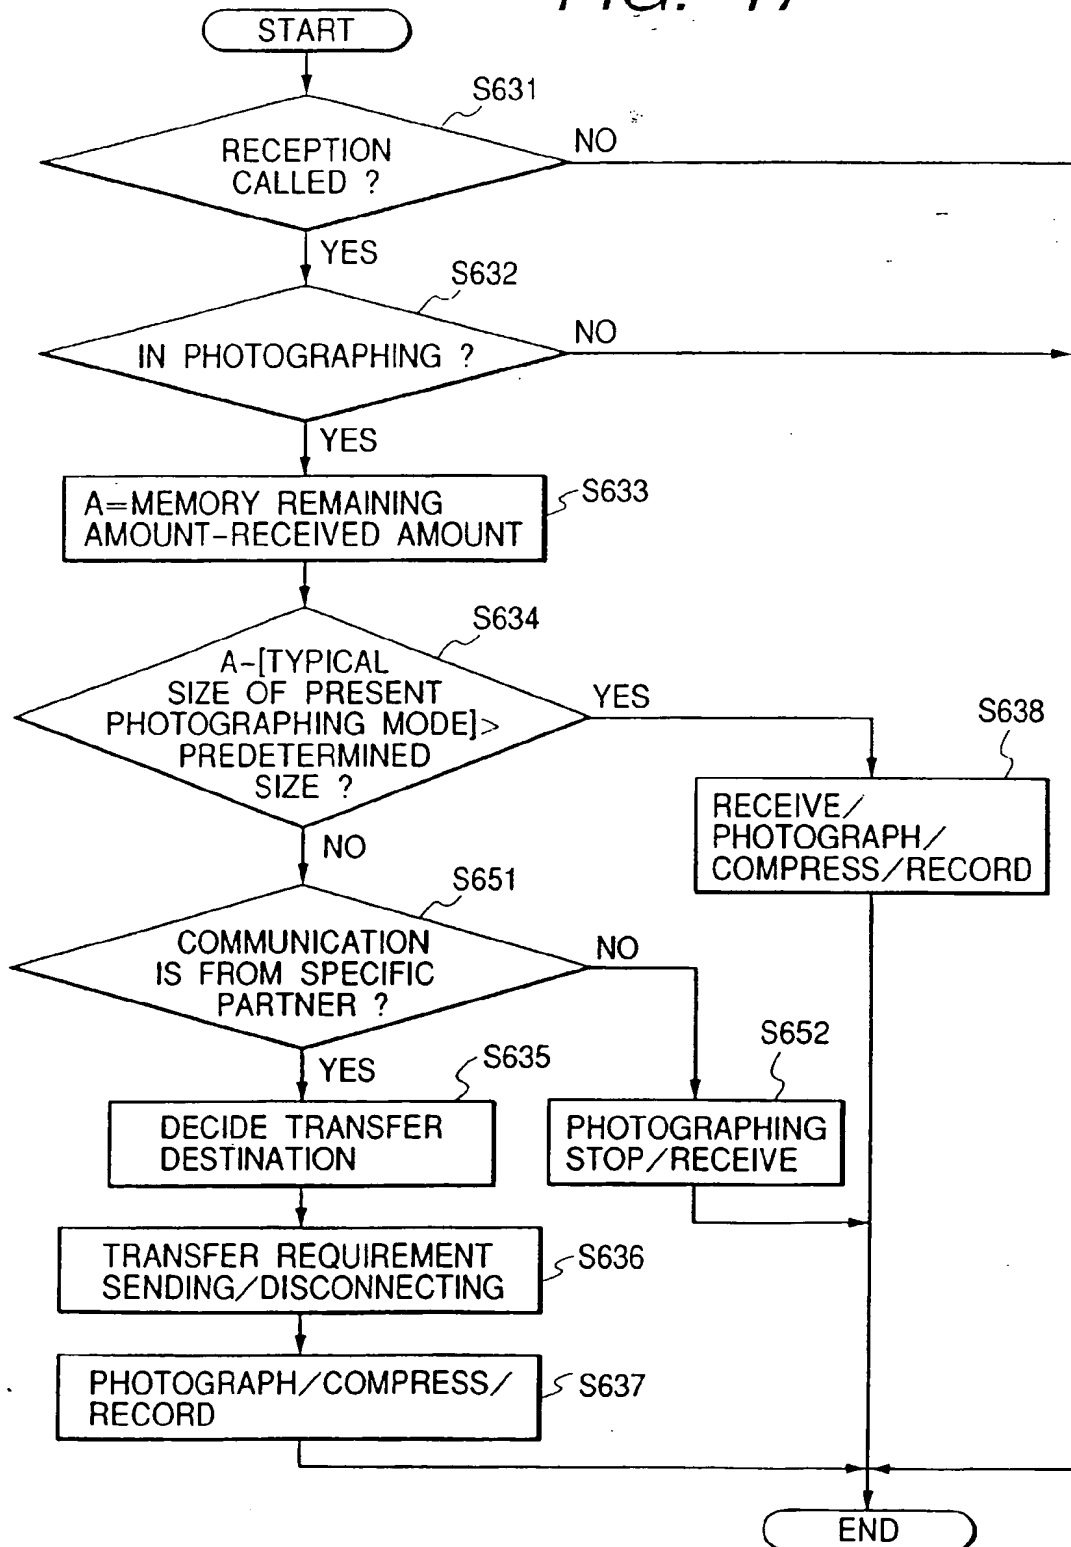 FIG.
START
S631
RECEPTION
CALLED ?
NO
YES
S632
IN PHOTOGRAPHING ?
NO
YES
A=MEMORY REMAINING
AMOUNT-RECEIVED AMOUNT
S633
S634
A-[TYPICAL
SIZE OF PRESENT
PHOTOGRAPHING MODE]>
PREDETERMINED
SIZE ?
YES
S638
RECEIVE/
PHOTOGRAPH/
COMPRESS/RECORD
NO
S651
COMMUNICATION
IS FROM SPECIFIC
PARTNER ?
NO
S652
PHOTOGRAPHING
STOP/RECEIVE
YES
S635
DECIDE TRANSFER
DESTINATION
TRANSFER REQUIREMENT
SENDING/DISCONNECTING
S636
PHOTOGRAPH/COMPRESS/
RECORD
S637
END